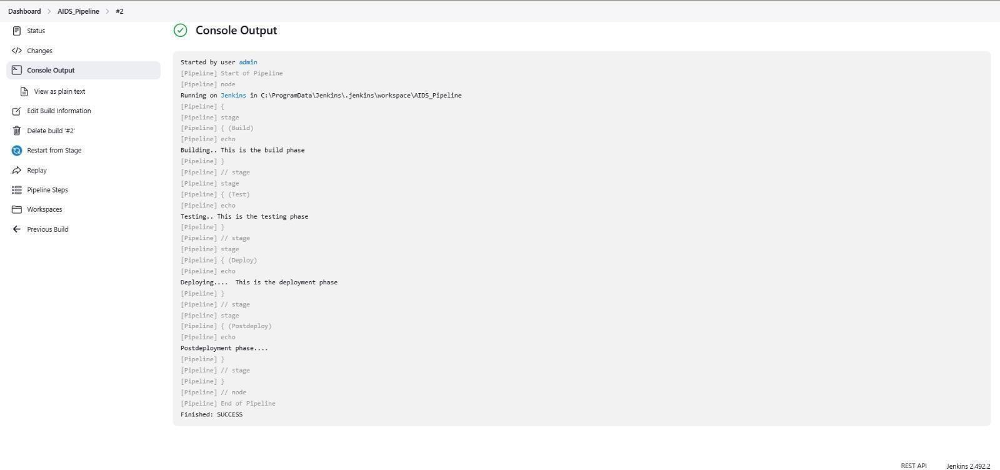 Dashboard > AIDS_Pipeline > #2
Status
Changes
Console Output
View as plain text
Edit Build Information
Delete build '#2'
Restart from Stage
Replay
Pipeline Steps
Workspaces
Previous Build
Console Output
Started by user admin
[Pipeline] Start of Pipeline
[Pipeline] node
Running on Jenkins in C:\ProgramData\Jenkins\.jenkins\workspace\AIDS_Pipeline
[Pipeline] {
[Pipeline] stage
[Pipeline] { (Build)
[Pipeline] echo
Building.. This is the build phase
[Pipeline] }
[Pipeline] // stage
[Pipeline] stage
[Pipeline] { (Test)
[Pipeline] echo
Testing.. This is the testing phase
[Pipeline] }
[Pipeline] // stage
[Pipeline] stage
[Pipeline] { (Deploy)
[Pipeline] echo
Deploying....  This is the deployment phase
[Pipeline] }
[Pipeline] // stage
[Pipeline] stage
[Pipeline] { (Postdeploy)
[Pipeline] echo
Postdeployment phase....
[Pipeline] }
[Pipeline] // stage
[Pipeline] }
[Pipeline] // node
[Pipeline] End of Pipeline
Finished: SUCCESS
REST API Jenkins 2.492.2